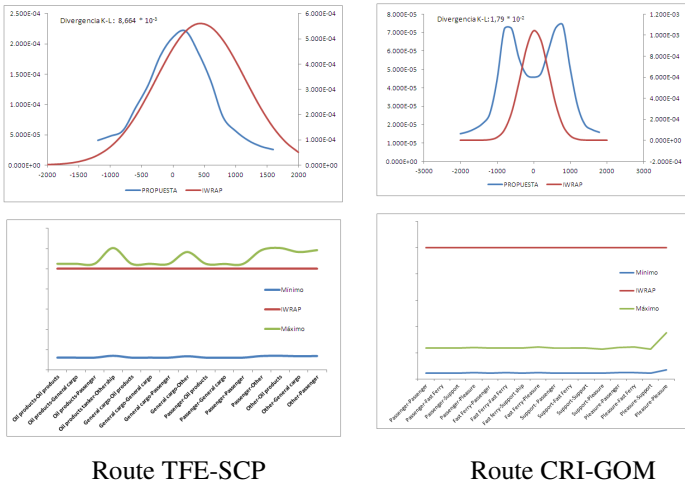 Divergencia K-L: 8,664 * 10⁻³
2.500E-04
2.000E-04
1.500E-04
1.000E-04
5.000E-05
0.000E+00
6.000E-04
5.000E-04
4.000E-04
3.000E-04
2.000E-04
1.000E-04
0.000E+00
-2000 -1500 -1000 -500 0 500 1000 1500 2000
PROPUESTA IWRAP
Divergencia K-L: 1,79 * 10⁻²
8.000E-05
7.000E-05
6.000E-05
5.000E-05
4.000E-05
3.000E-05
2.000E-05
1.000E-05
0.000E+00
1.200E-03
1.000E-03
8.000E-04
6.000E-04
4.000E-04
2.000E-04
0.000E+00
-2.000E-04
-3000 -2000 -1000 0 1000 2000 3000
PROPUESTA IWRAP
Mínimo
IWRAP
Máximo
Oil products-Oil products
Oil products-General cargo
Oil products-Passenger
Oil products tanker-Other ship
General cargo-Oil products
General cargo-General cargo
General cargo-Passenger
General cargo-Other
Passenger-Oil products
Passenger-General cargo
Passenger-Passenger
Passenger-Other
Other-Oil products
Other-General cargo
Other-Passenger
Mínimo
IWRAP
Máximo
Passenger-Passenger
Passenger-Fast Ferry
Passenger-Support
Passenger-Pleasure
Fast Ferry-Passenger
Fast Ferry-Fast Ferry
Fast Ferry-Support ship
Fast Ferry-Pleasure
Support-Passenger
Support-Fast Ferry
Support-Support
Support-Pleasure
Pleasure-Passenger
Pleasure-Fast Ferry
Pleasure-Support
Pleasure-Pleasure
Route TFE-SCP
Route CRI-GOM